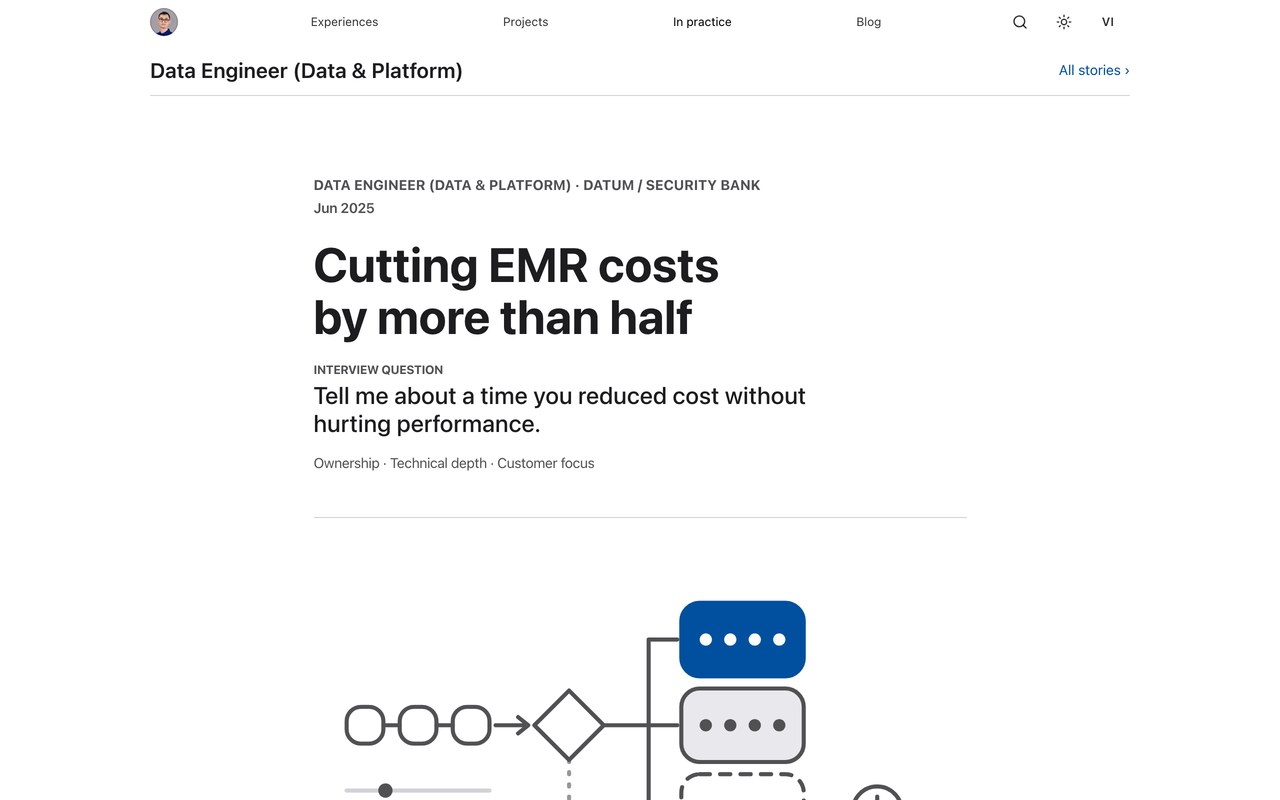 Experiences
Projects
In practice
Blog
VI
Data Engineer (Data & Platform)
All stories ›
DATA ENGINEER (DATA & PLATFORM) · DATUM / SECURITY BANK
Jun 2025
Cutting EMR costs
by more than half
INTERVIEW QUESTION
Tell me about a time you reduced cost without
hurting performance.
Ownership · Technical depth · Customer focus